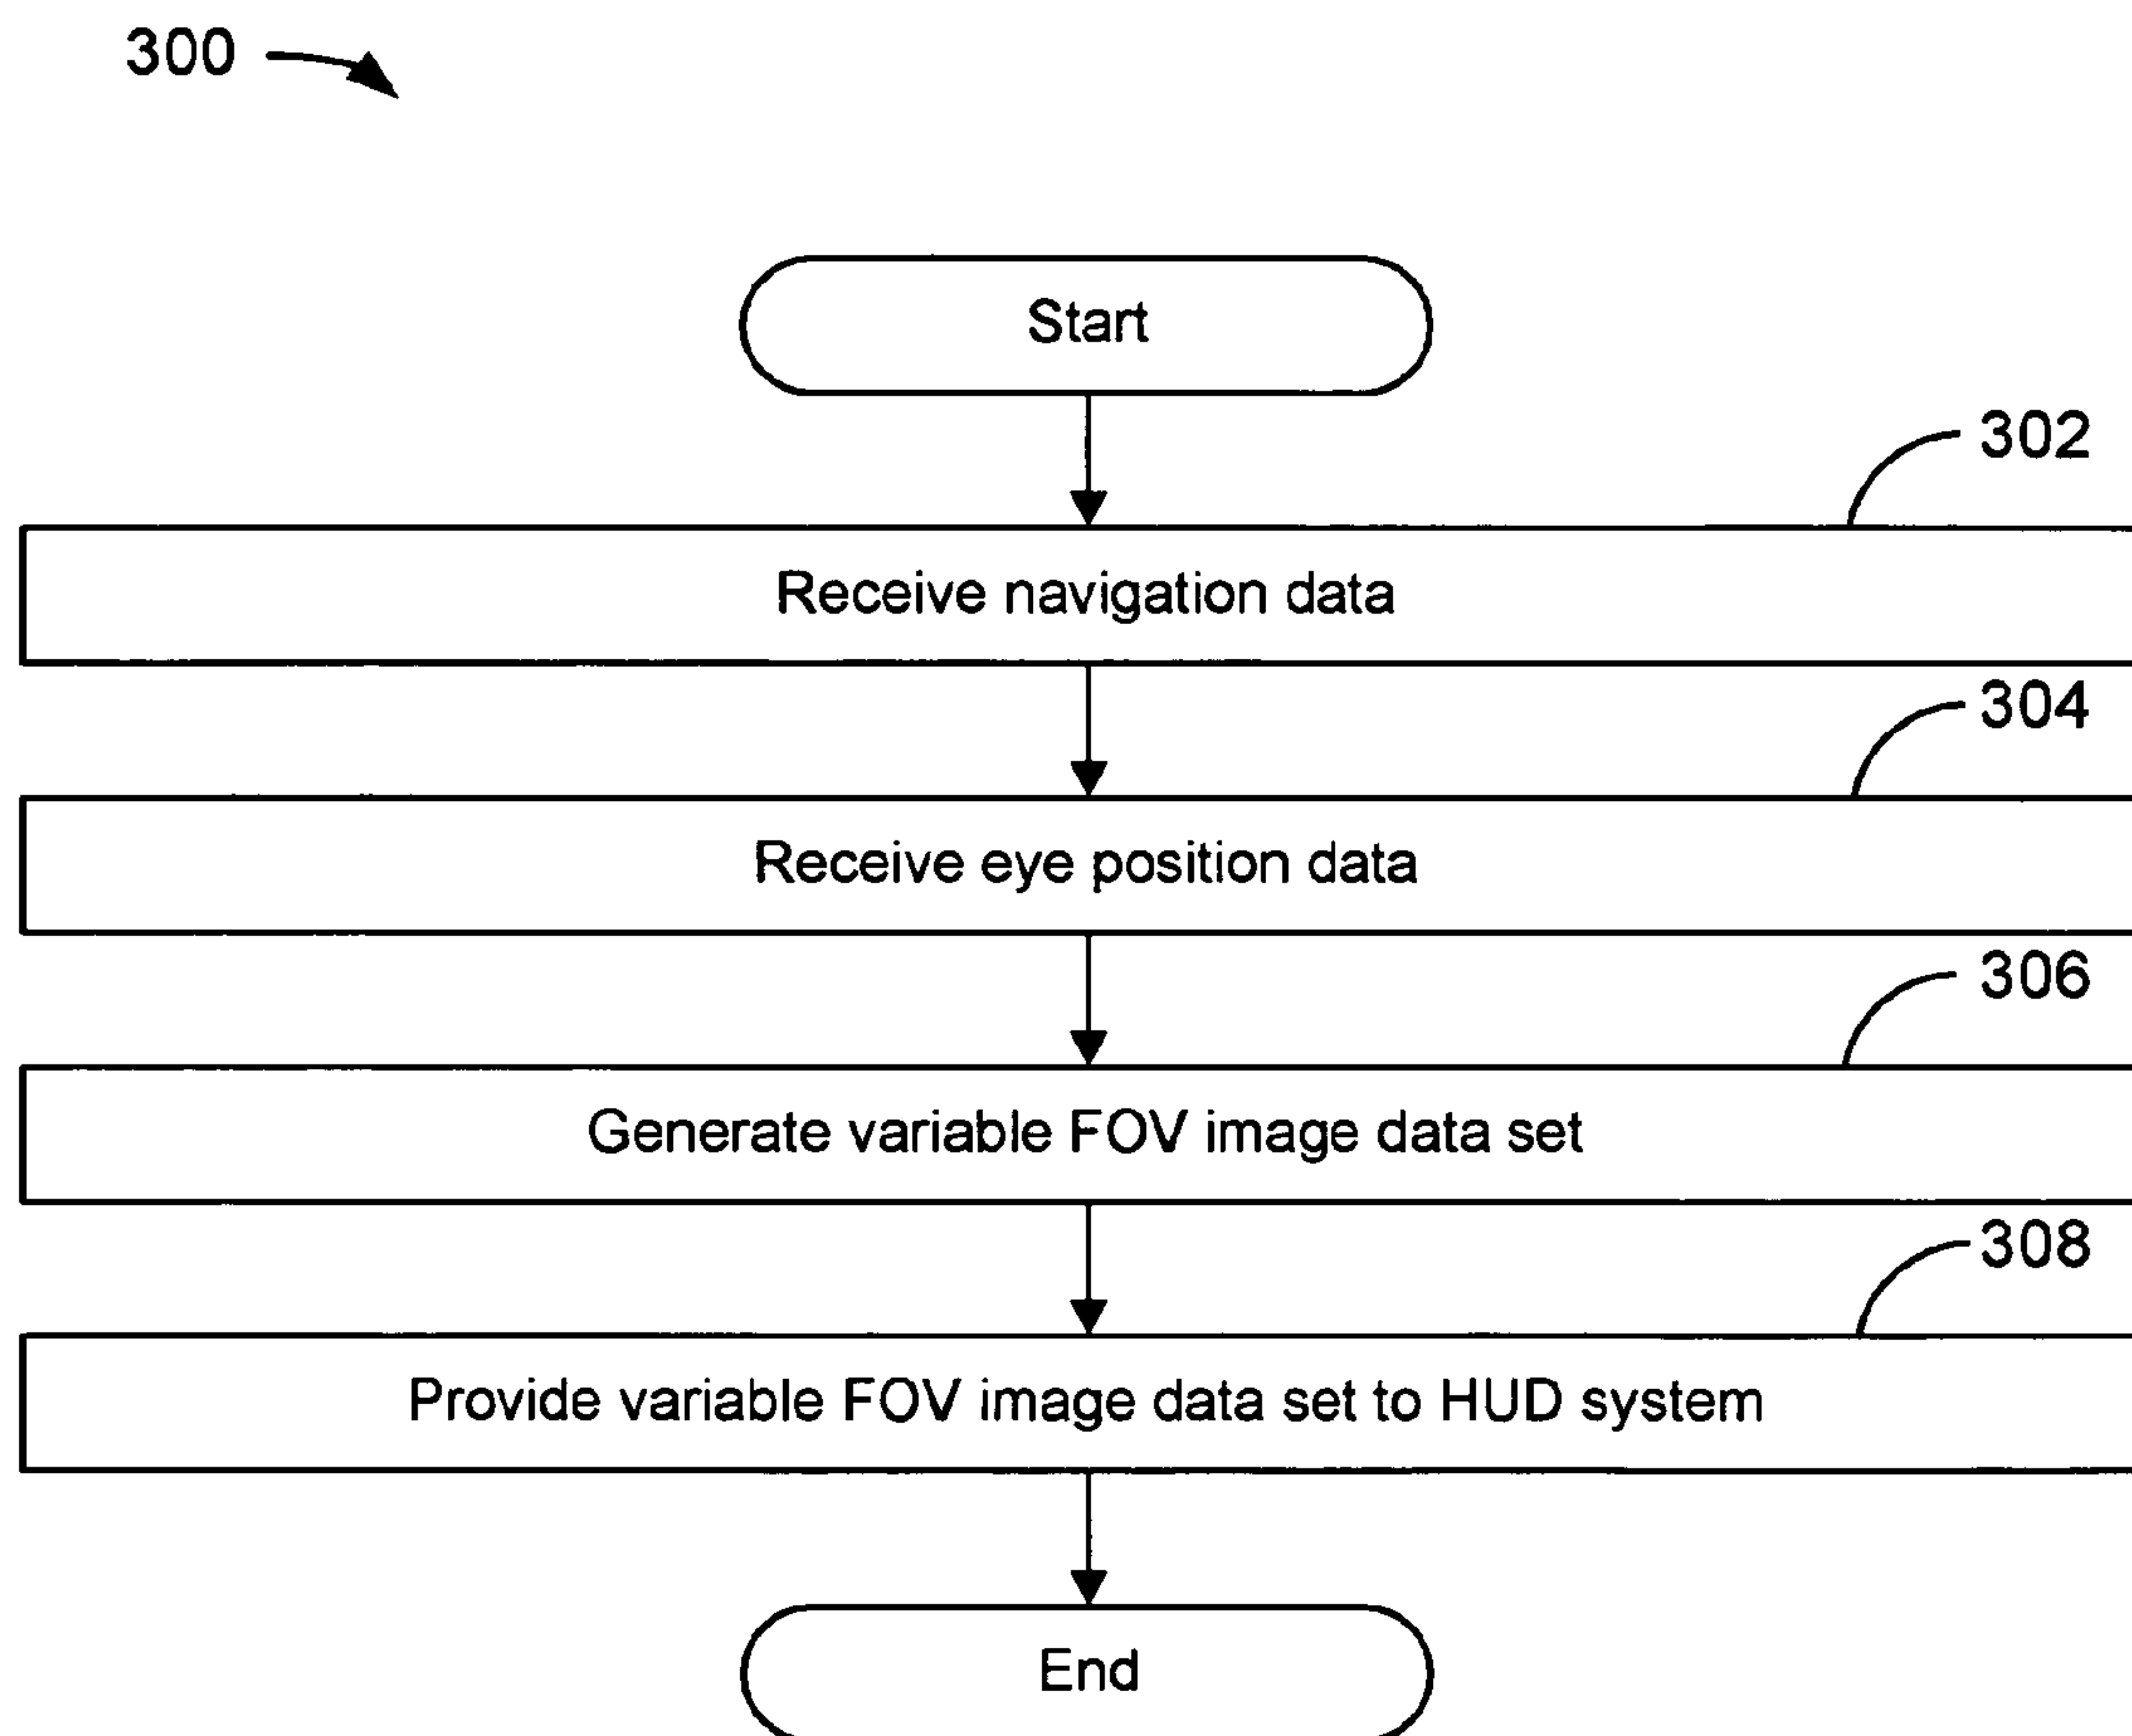 300
Start
302
Receive navigation data
304
Receive eye position data
306
Generate variable FOV image data set
308
Provide variable FOV image data set to HUD system
End